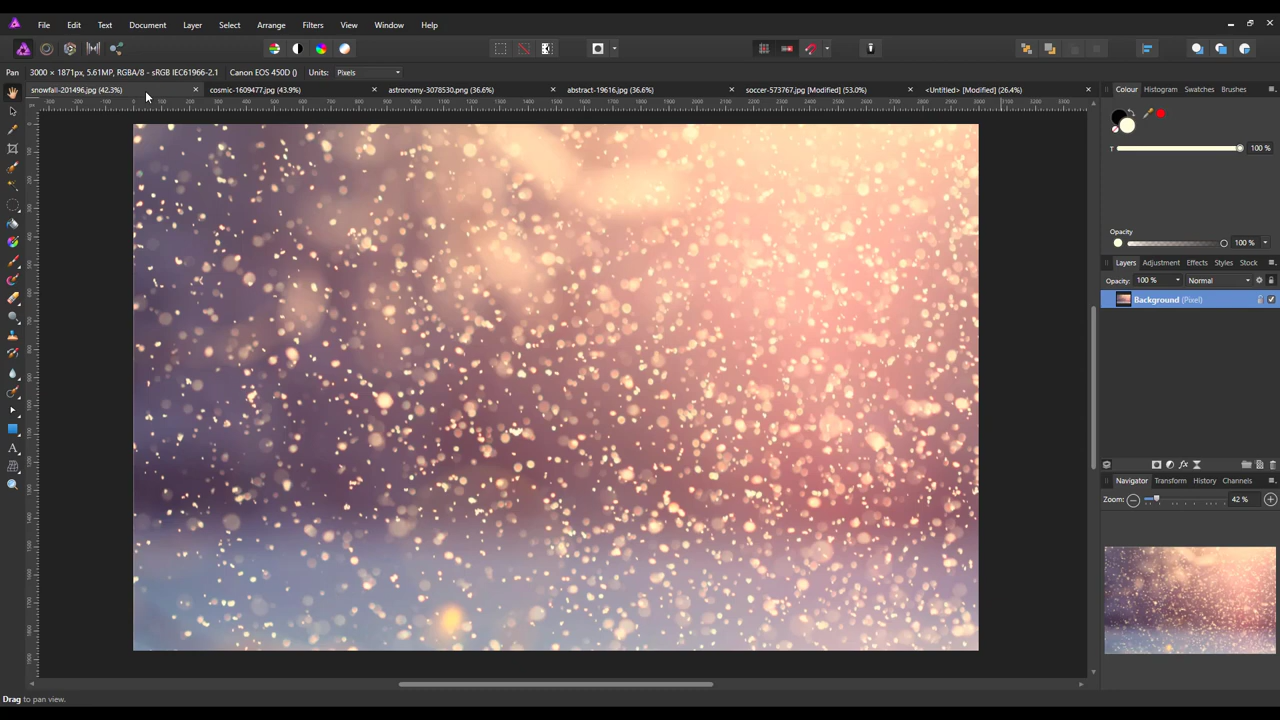 File Edit Text Document Layer Select Arrange Filters View Window Help
Pan 3000 × 1871px, 5.61MP, RGBA/8 - sRGB IEC61966-2.1 Canon EOS 450D () Units: Pixels
snowfall-201496.jpg (42.3%) cosmic-1609477.jpg (43.9%) astronomy-3078530.png (36.6%) abstract-19616.jpg (36.6%) soccer-573767.jpg [Modified] (53.0%) <Untitled> [Modified] (26.4%)
Colour Histogram Swatches Brushes
T 100 %
Opacity
100 %
Layers Adjustment Effects Styles Stock
Opacity: 100 % Normal
Background (Pixel)
Navigator Transform History Channels
Zoom: 42 %
Drag to pan view.